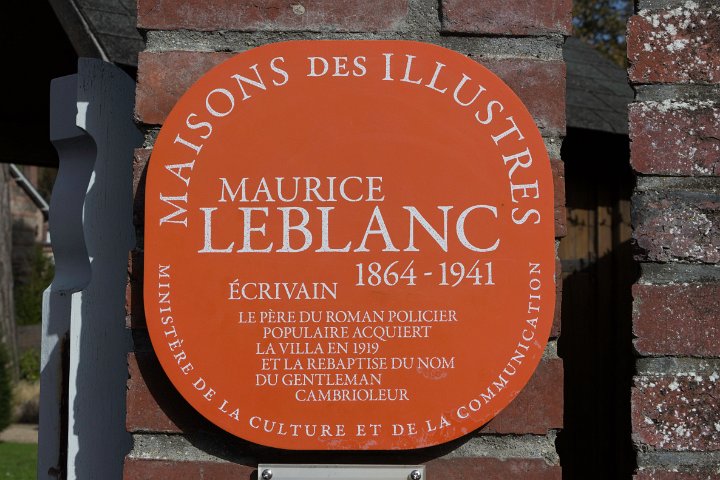 MAISONS DES ILLUSTRES
MAURICE
LEBLANC
1864 - 1941
ÉCRIVAIN
LE PÈRE DU ROMAN POLICIER
POPULAIRE ACQUIERT
LA VILLA EN 1919
ET LA REBAPTISE DU NOM
DU GENTLEMAN
CAMBRIOLEUR
MINISTÈRE DE LA CULTURE ET DE LA COMMUNICATION